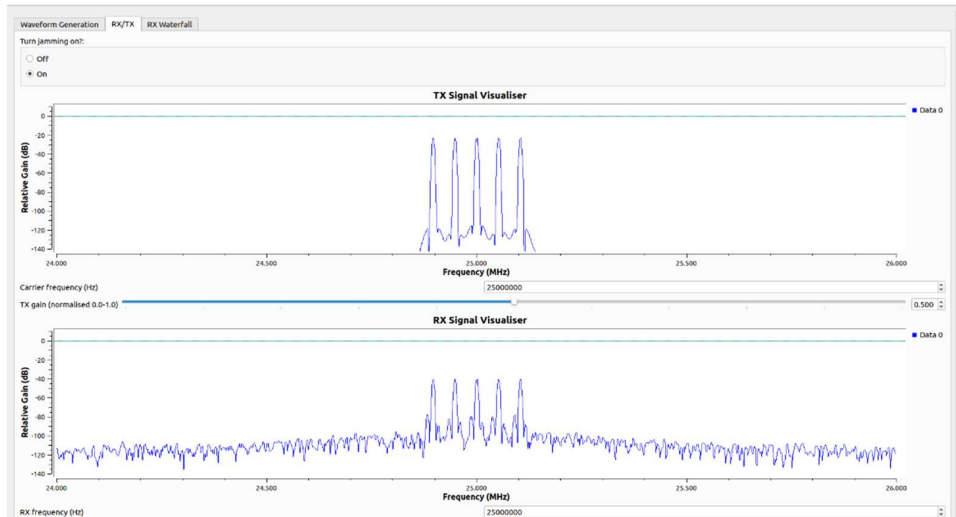 Waveform Generation RX/TX RX Waterfall
Turn jamming on?:
Off
On
TX Signal Visualiser
Data 0
0
-20
-40
-60
-80
-100
-120
-140
Relative Gain (dB)
24.000 24.500 25.000 25.500 26.000
Frequency (MHz)
Carrier frequency (Hz) 25000000
TX gain (normalised 0.0-1.0) 0.500
RX Signal Visualiser
Data 0
0
-20
-40
-60
-80
-100
-120
-140
Relative Gain (dB)
24.000 24.500 25.000 25.500 26.000
Frequency (MHz)
RX frequency (Hz) 25000000